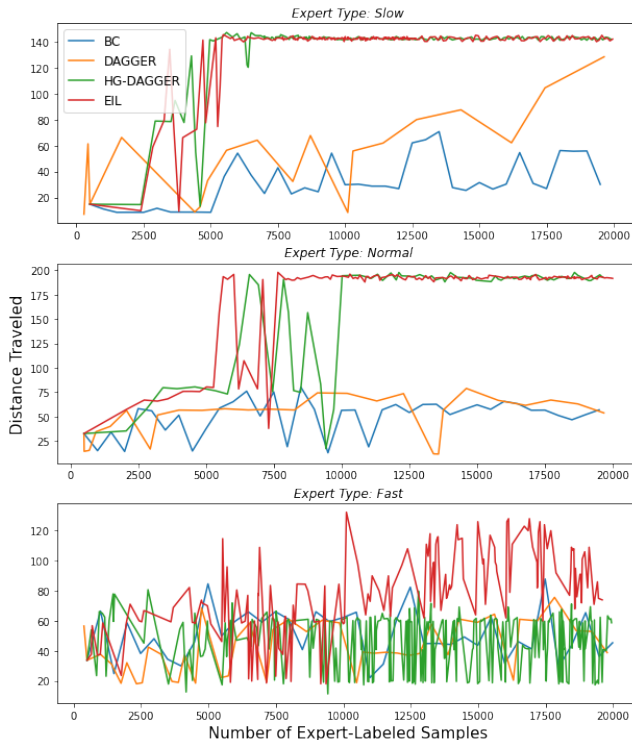 Expert Type: Slow
140
120
100
80
60
40
20
BC
DAGGER
HG-DAGGER
EIL
0 2500 5000 7500 10000 12500 15000 17500 20000
Expert Type: Normal
200
175
150
125
100
75
50
25
Distance Traveled
0 2500 5000 7500 10000 12500 15000 17500 20000
Expert Type: Fast
120
100
80
60
40
20
0 2500 5000 7500 10000 12500 15000 17500 20000
Number of Expert-Labeled Samples